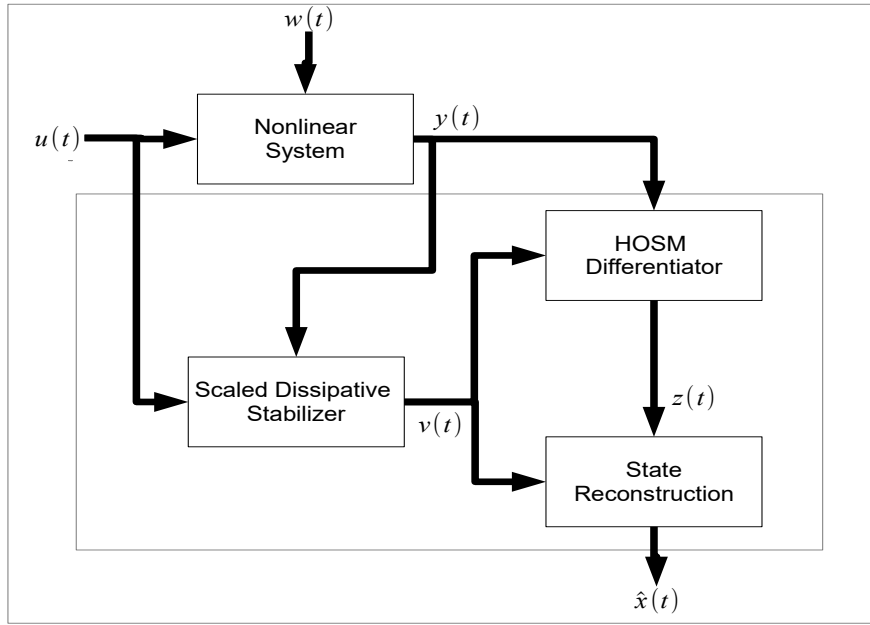 w(t)
Nonlinear
System
y(t)
u(t)
HOSM
Differentiator
Scaled Dissipative
Stabilizer
v(t)
z(t)
State
Reconstruction
x̂(t)